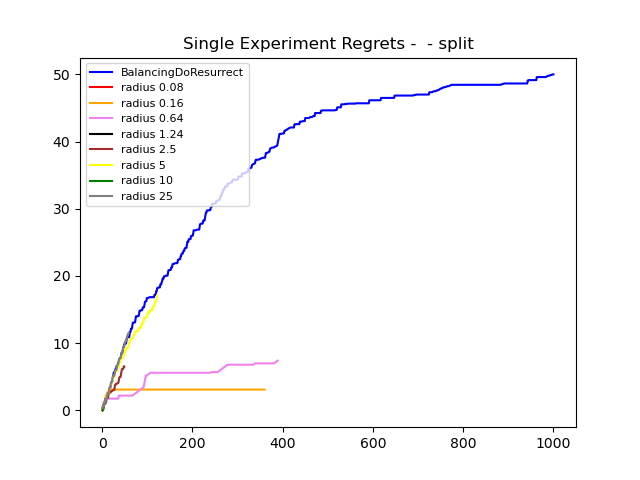 Single Experiment Regrets -  - split
50
40
30
20
10
0
BalancingDoResurrect
radius 0.08
radius 0.16
radius 0.64
radius 1.24
radius 2.5
radius 5
radius 10
radius 25
0 200 400 600 800 1000